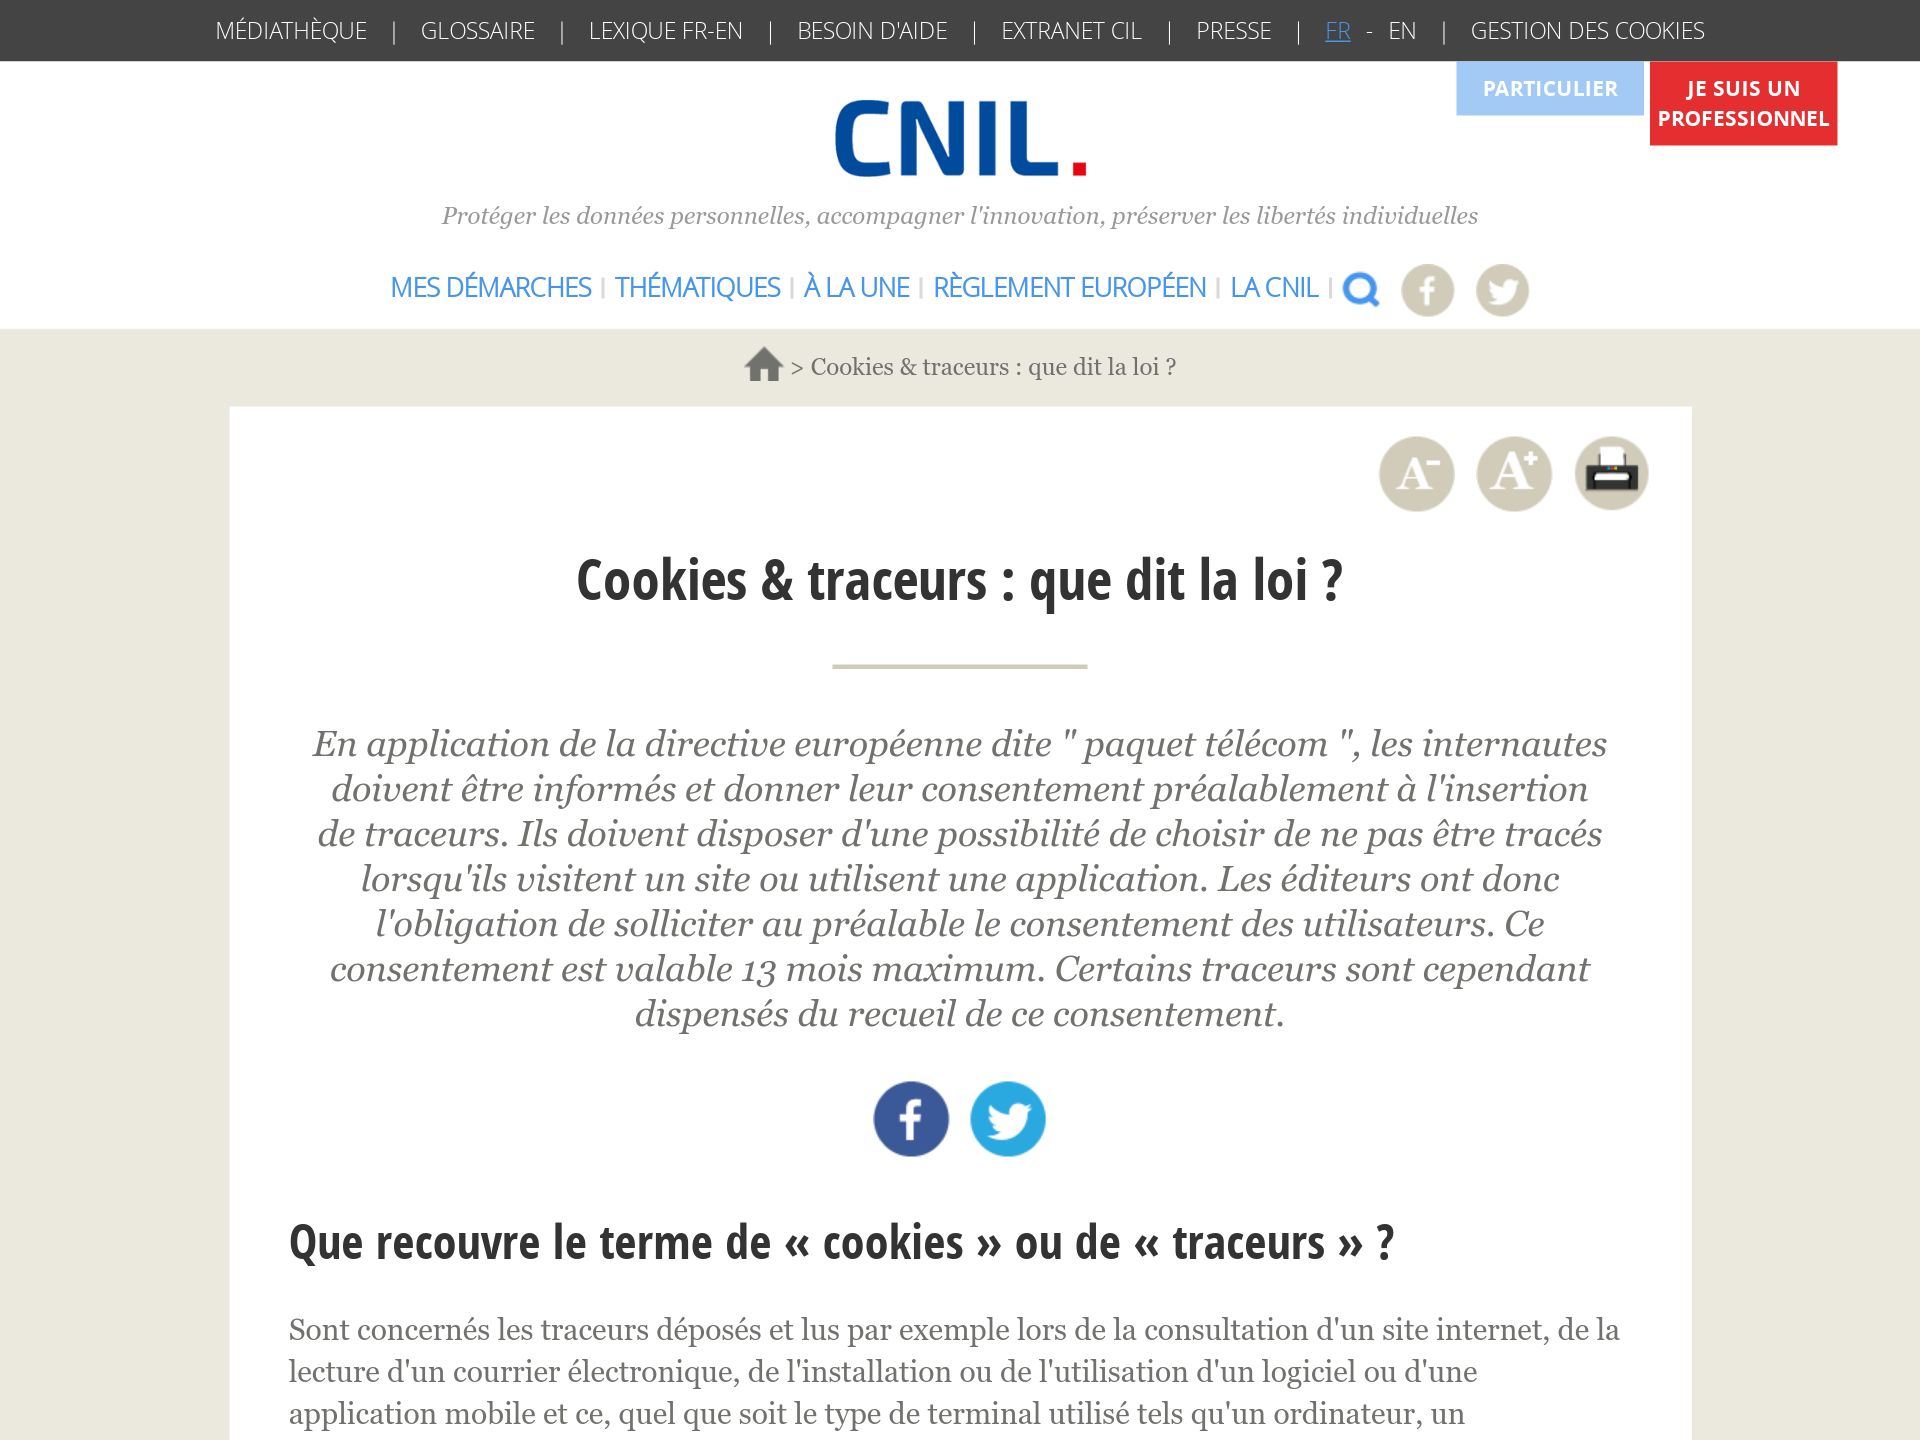 MÉDIATHÈQUE | GLOSSAIRE | LEXIQUE FR-EN | BESOIN D'AIDE | EXTRANET CIL | PRESSE | FR - EN | GESTION DES COOKIES
PARTICULIER
JE SUIS UN
PROFESSIONNEL
CNIL.
Protéger les données personnelles, accompagner l'innovation, préserver les libertés individuelles
MES DÉMARCHES | THÉMATIQUES | À LA UNE | RÈGLEMENT EUROPÉEN | LA CNIL |
> Cookies & traceurs : que dit la loi ?
A- A+
Cookies & traceurs : que dit la loi ?
En application de la directive européenne dite " paquet télécom ", les internautes
doivent être informés et donner leur consentement préalablement à l'insertion
de traceurs. Ils doivent disposer d'une possibilité de choisir de ne pas être tracés
lorsqu'ils visitent un site ou utilisent une application. Les éditeurs ont donc
l'obligation de solliciter au préalable le consentement des utilisateurs. Ce
consentement est valable 13 mois maximum. Certains traceurs sont cependant
dispensés du recueil de ce consentement.
Que recouvre le terme de « cookies » ou de « traceurs » ?
Sont concernés les traceurs déposés et lus par exemple lors de la consultation d'un site internet, de la
lecture d'un courrier électronique, de l'installation ou de l'utilisation d'un logiciel ou d'une
application mobile et ce, quel que soit le type de terminal utilisé tels qu'un ordinateur, un